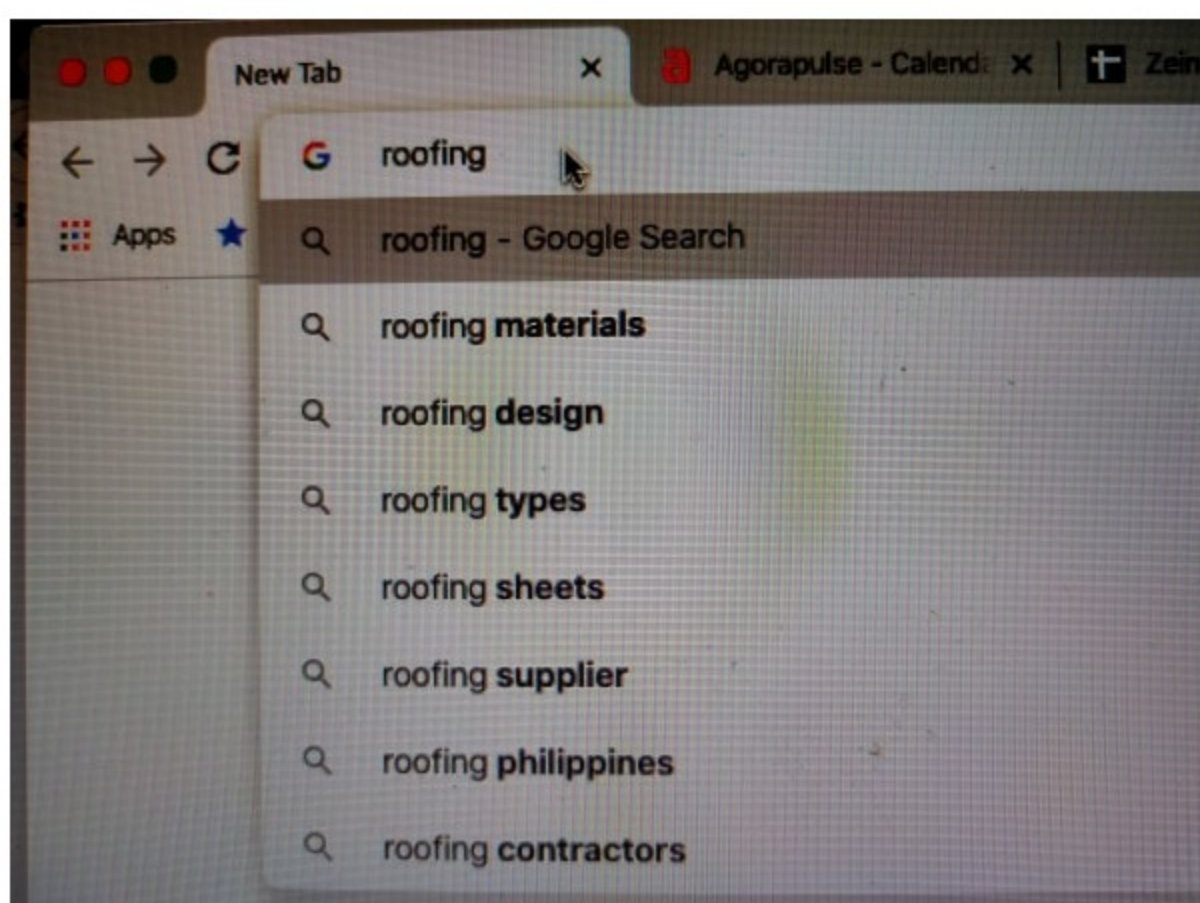 New Tab
Agorapulse - Calend
Zein
roofing
Apps
roofing - Google Search
roofing materials
roofing design
roofing types
roofing sheets
roofing supplier
roofing philippines
roofing contractors